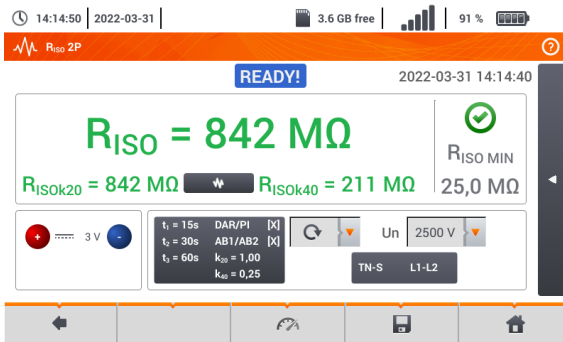 14:14:50 2022-03-31 3.6 GB free 91 %
RISO 2P ?
READY! 2022-03-31 14:14:40
RISO = 842 MΩ
RISO MIN
RISOk20 = 842 MΩ RISOk40 = 211 MΩ
25,0 MΩ
+ 3 V -
t₁ = 15s DAR/PI [X]
t₂ = 30s AB1/AB2 [X]
t₃ = 60s k₂₀ = 1,00
k₄₀ = 0,25
Un 2500 V
TN-S L1-L2